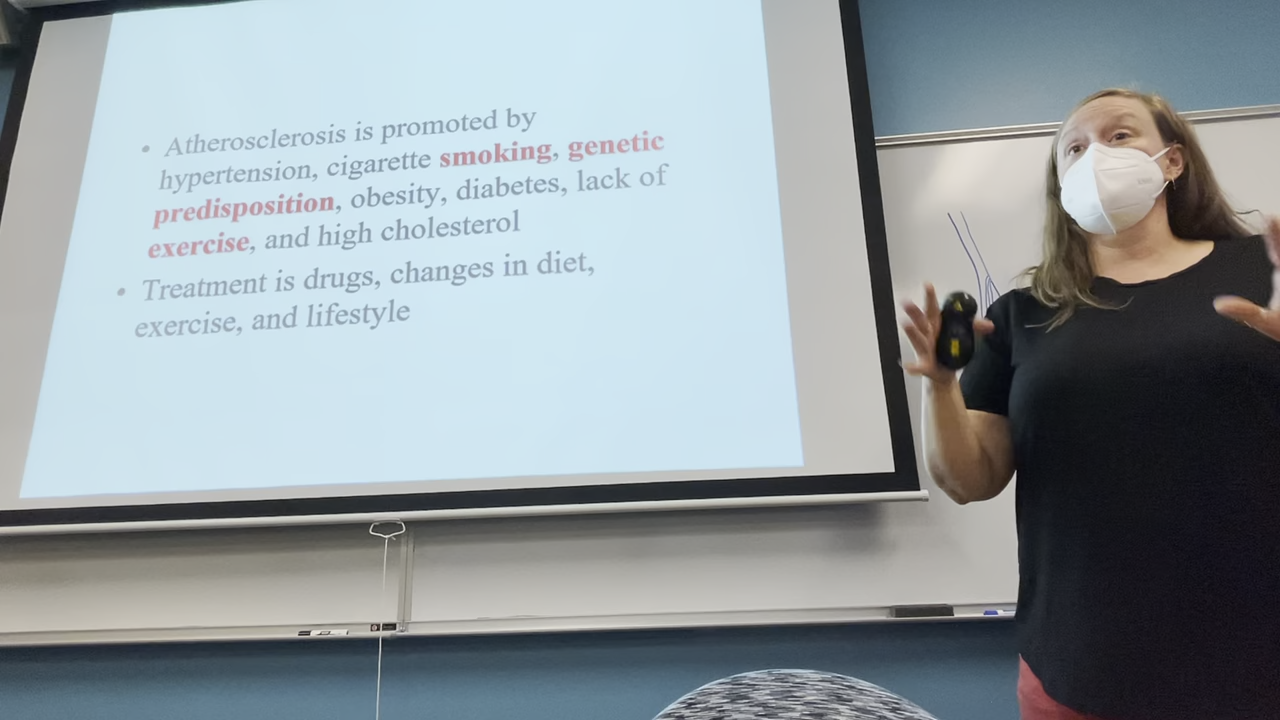 • Atherosclerosis is promoted by
hypertension, cigarette smoking, genetic
predisposition, obesity, diabetes, lack of
exercise, and high cholesterol
• Treatment is drugs, changes in diet,
exercise, and lifestyle